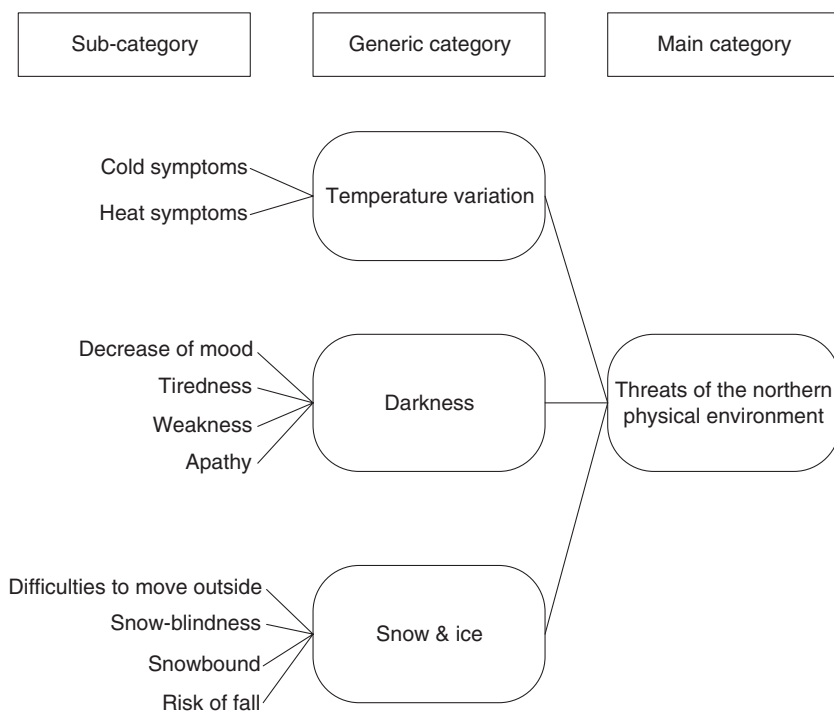 Sub-category
Generic category
Main category
Cold symptoms
Heat symptoms
Temperature variation
Decrease of mood
Tiredness
Weakness
Apathy
Darkness
Threats of the northern
physical environment
Difficulties to move outside
Snow-blindness
Snowbound
Risk of fall
Snow & ice